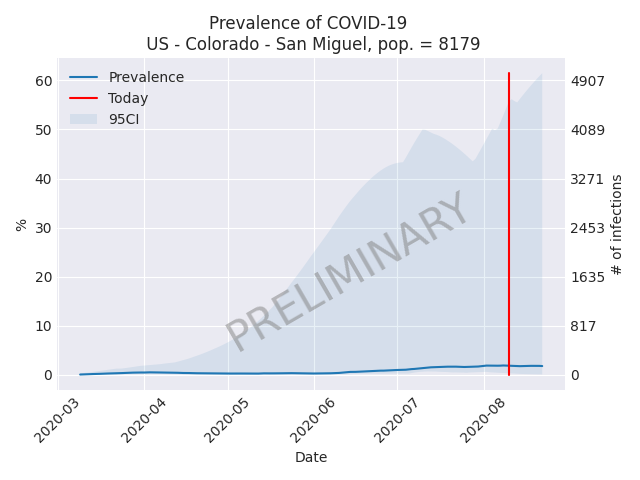 Prevalence of COVID-19
US - Colorado - San Miguel, pop. = 8179
Prevalence
Today
95CI
60
50
40
30
20
10
0
4907
4089
3271
2453
1635
817
0
%
# of infections
PRELIMINARY
2020-03
2020-04
2020-05
2020-06
2020-07
2020-08
Date